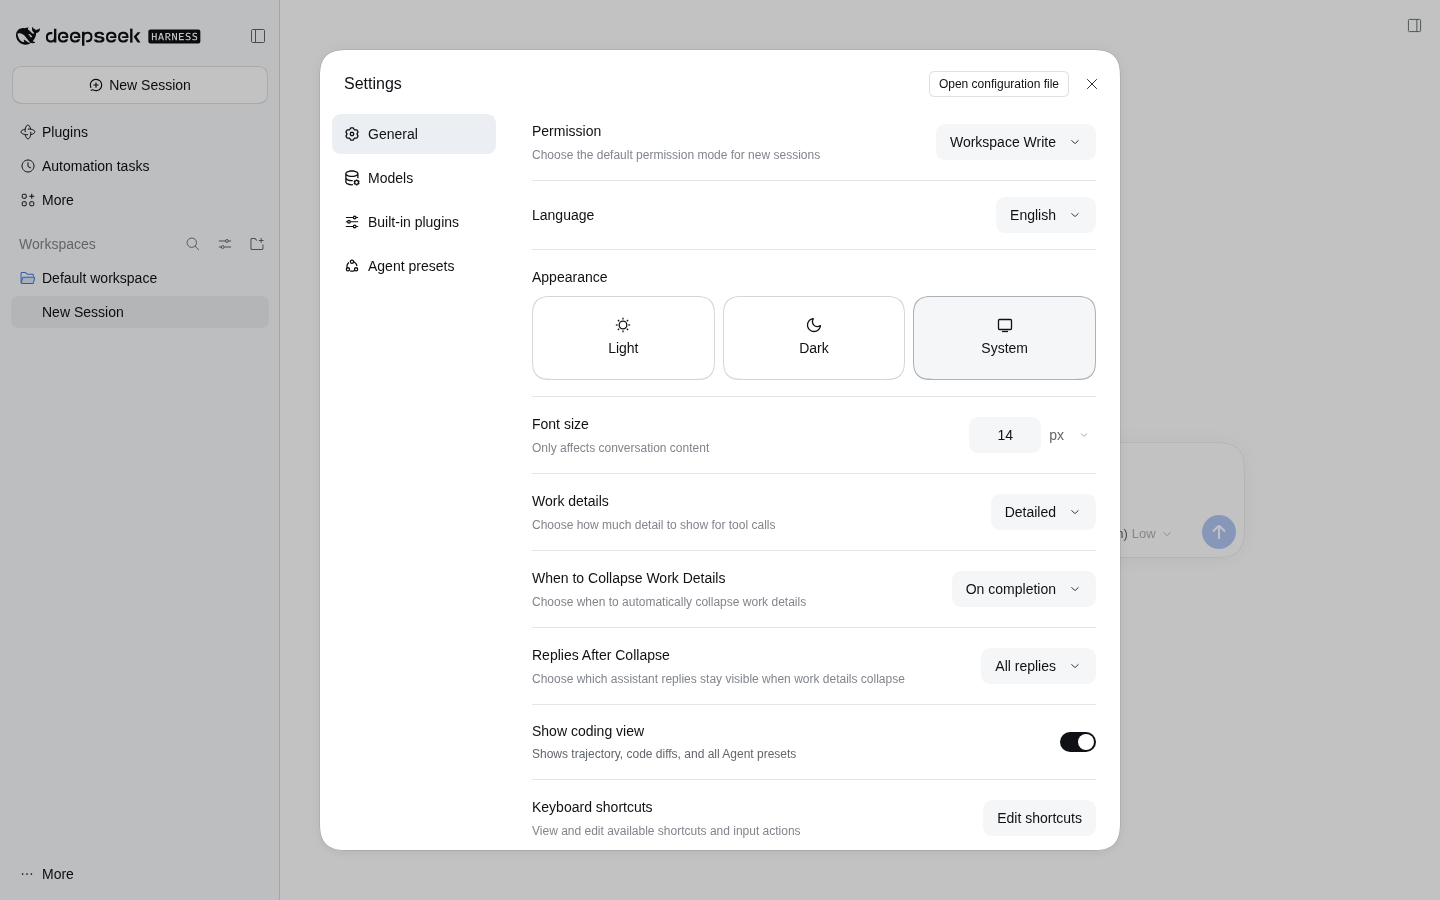 deepseek HARNESS
New Session
Plugins
Automation tasks
More
Workspaces
Default workspace
New Session
More
Settings
Open configuration file
General
Models
Built-in plugins
Agent presets
Permission
Choose the default permission mode for new sessions
Workspace Write
Language
English
Appearance
Light
Dark
System
Font size
Only affects conversation content
14
px
Work details
Choose how much detail to show for tool calls
Detailed
When to Collapse Work Details
Choose when to automatically collapse work details
On completion
Replies After Collapse
Choose which assistant replies stay visible when work details collapse
All replies
Show coding view
Shows trajectory, code diffs, and all Agent presets
Keyboard shortcuts
View and edit available shortcuts and input actions
Edit shortcuts
Low